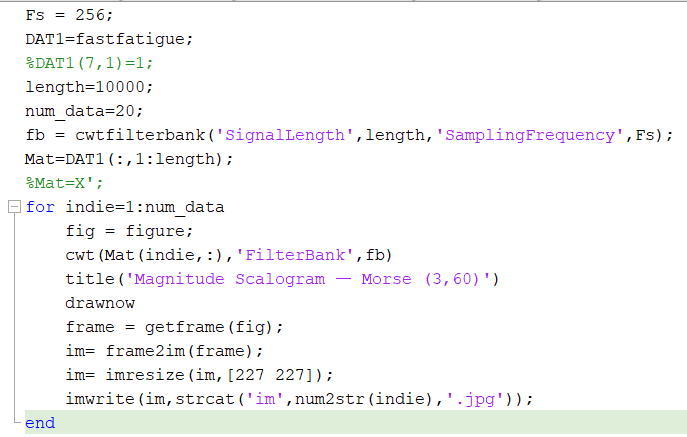 Fs = 256;
DAT1=fastfatigue;
%DAT1(7,1)=1;
length=10000;
num_data=20;
fb = cwtfilterbank('SignalLength',length,'SamplingFrequency',Fs);
Mat=DAT1(:,1:length);
%Mat=X';
for indie=1:num_data
    fig = figure;
    cwt(Mat(indie,:),'FilterBank',fb)
    title('Magnitude Scalogram — Morse (3,60)')
    drawnow
    frame = getframe(fig);
    im= frame2im(frame);
    im= imresize(im,[227 227]);
    imwrite(im,strcat('im',num2str(indie),'.jpg'));
end